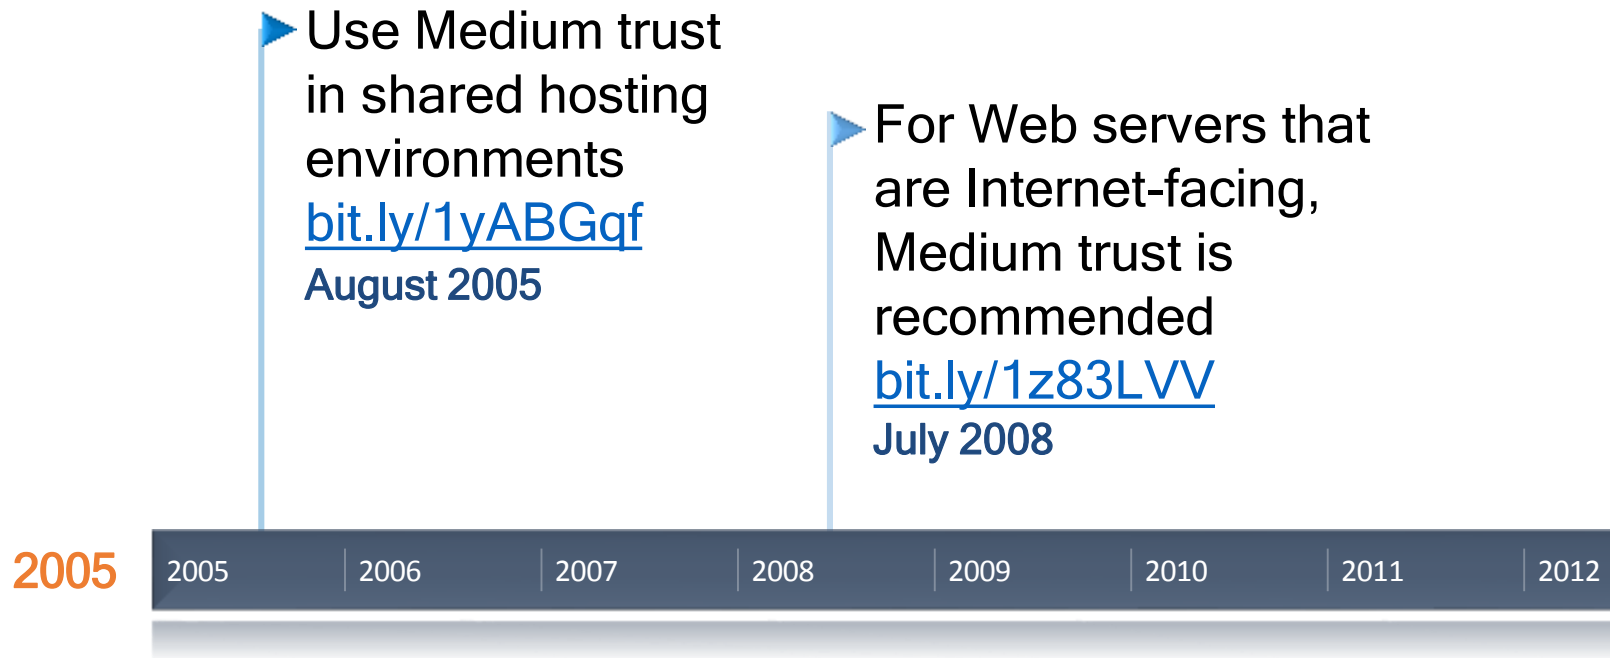 Use Medium trust
in shared hosting
environments
bit.ly/1yABGqf
August 2005
For Web servers that
are Internet-facing,
Medium trust is
recommended
bit.ly/1z83LVV
July 2008
2005
2005 2006 2007 2008 2009 2010 2011 2012